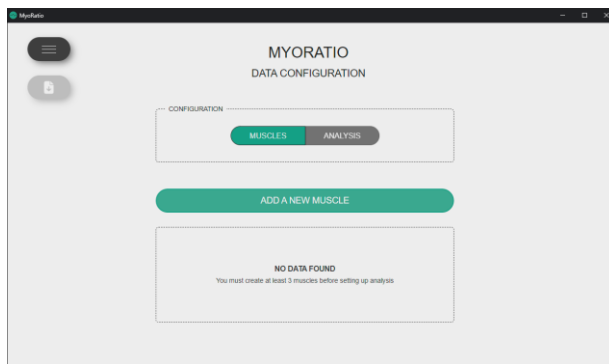 MyoRatio
MYORATIO
DATA CONFIGURATION
CONFIGURATION
MUSCLES
ANALYSIS
ADD A NEW MUSCLE
NO DATA FOUND
You must create at least 3 muscles before setting up analysis